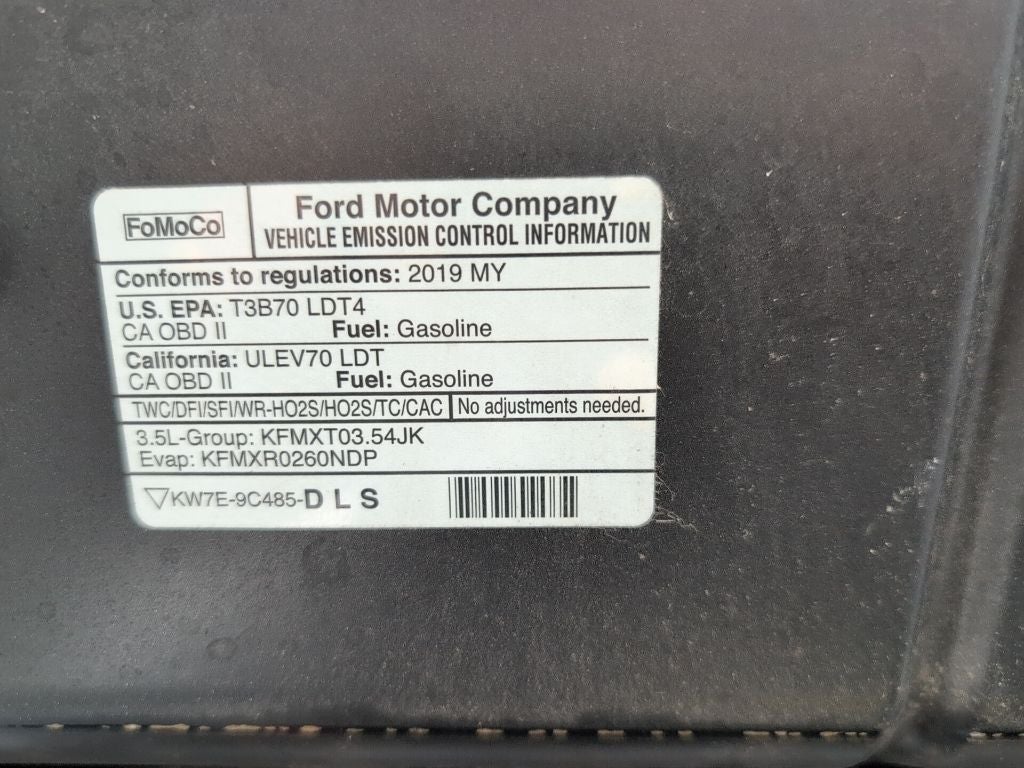 FoMoCo
Ford Motor Company
VEHICLE EMISSION CONTROL INFORMATION
Conforms to regulations: 2019 MY
U.S. EPA: T3B70 LDT4
CA OBD II Fuel: Gasoline
California: ULEV70 LDT
CA OBD II Fuel: Gasoline
TWC/DFI/SFI/WR-HO2S/HO2S/TC/CAC No adjustments needed.
3.5L-Group: KFMXT03.54JK
Evap: KFMXR0260NDP
▽KW7E-9C485-D L S